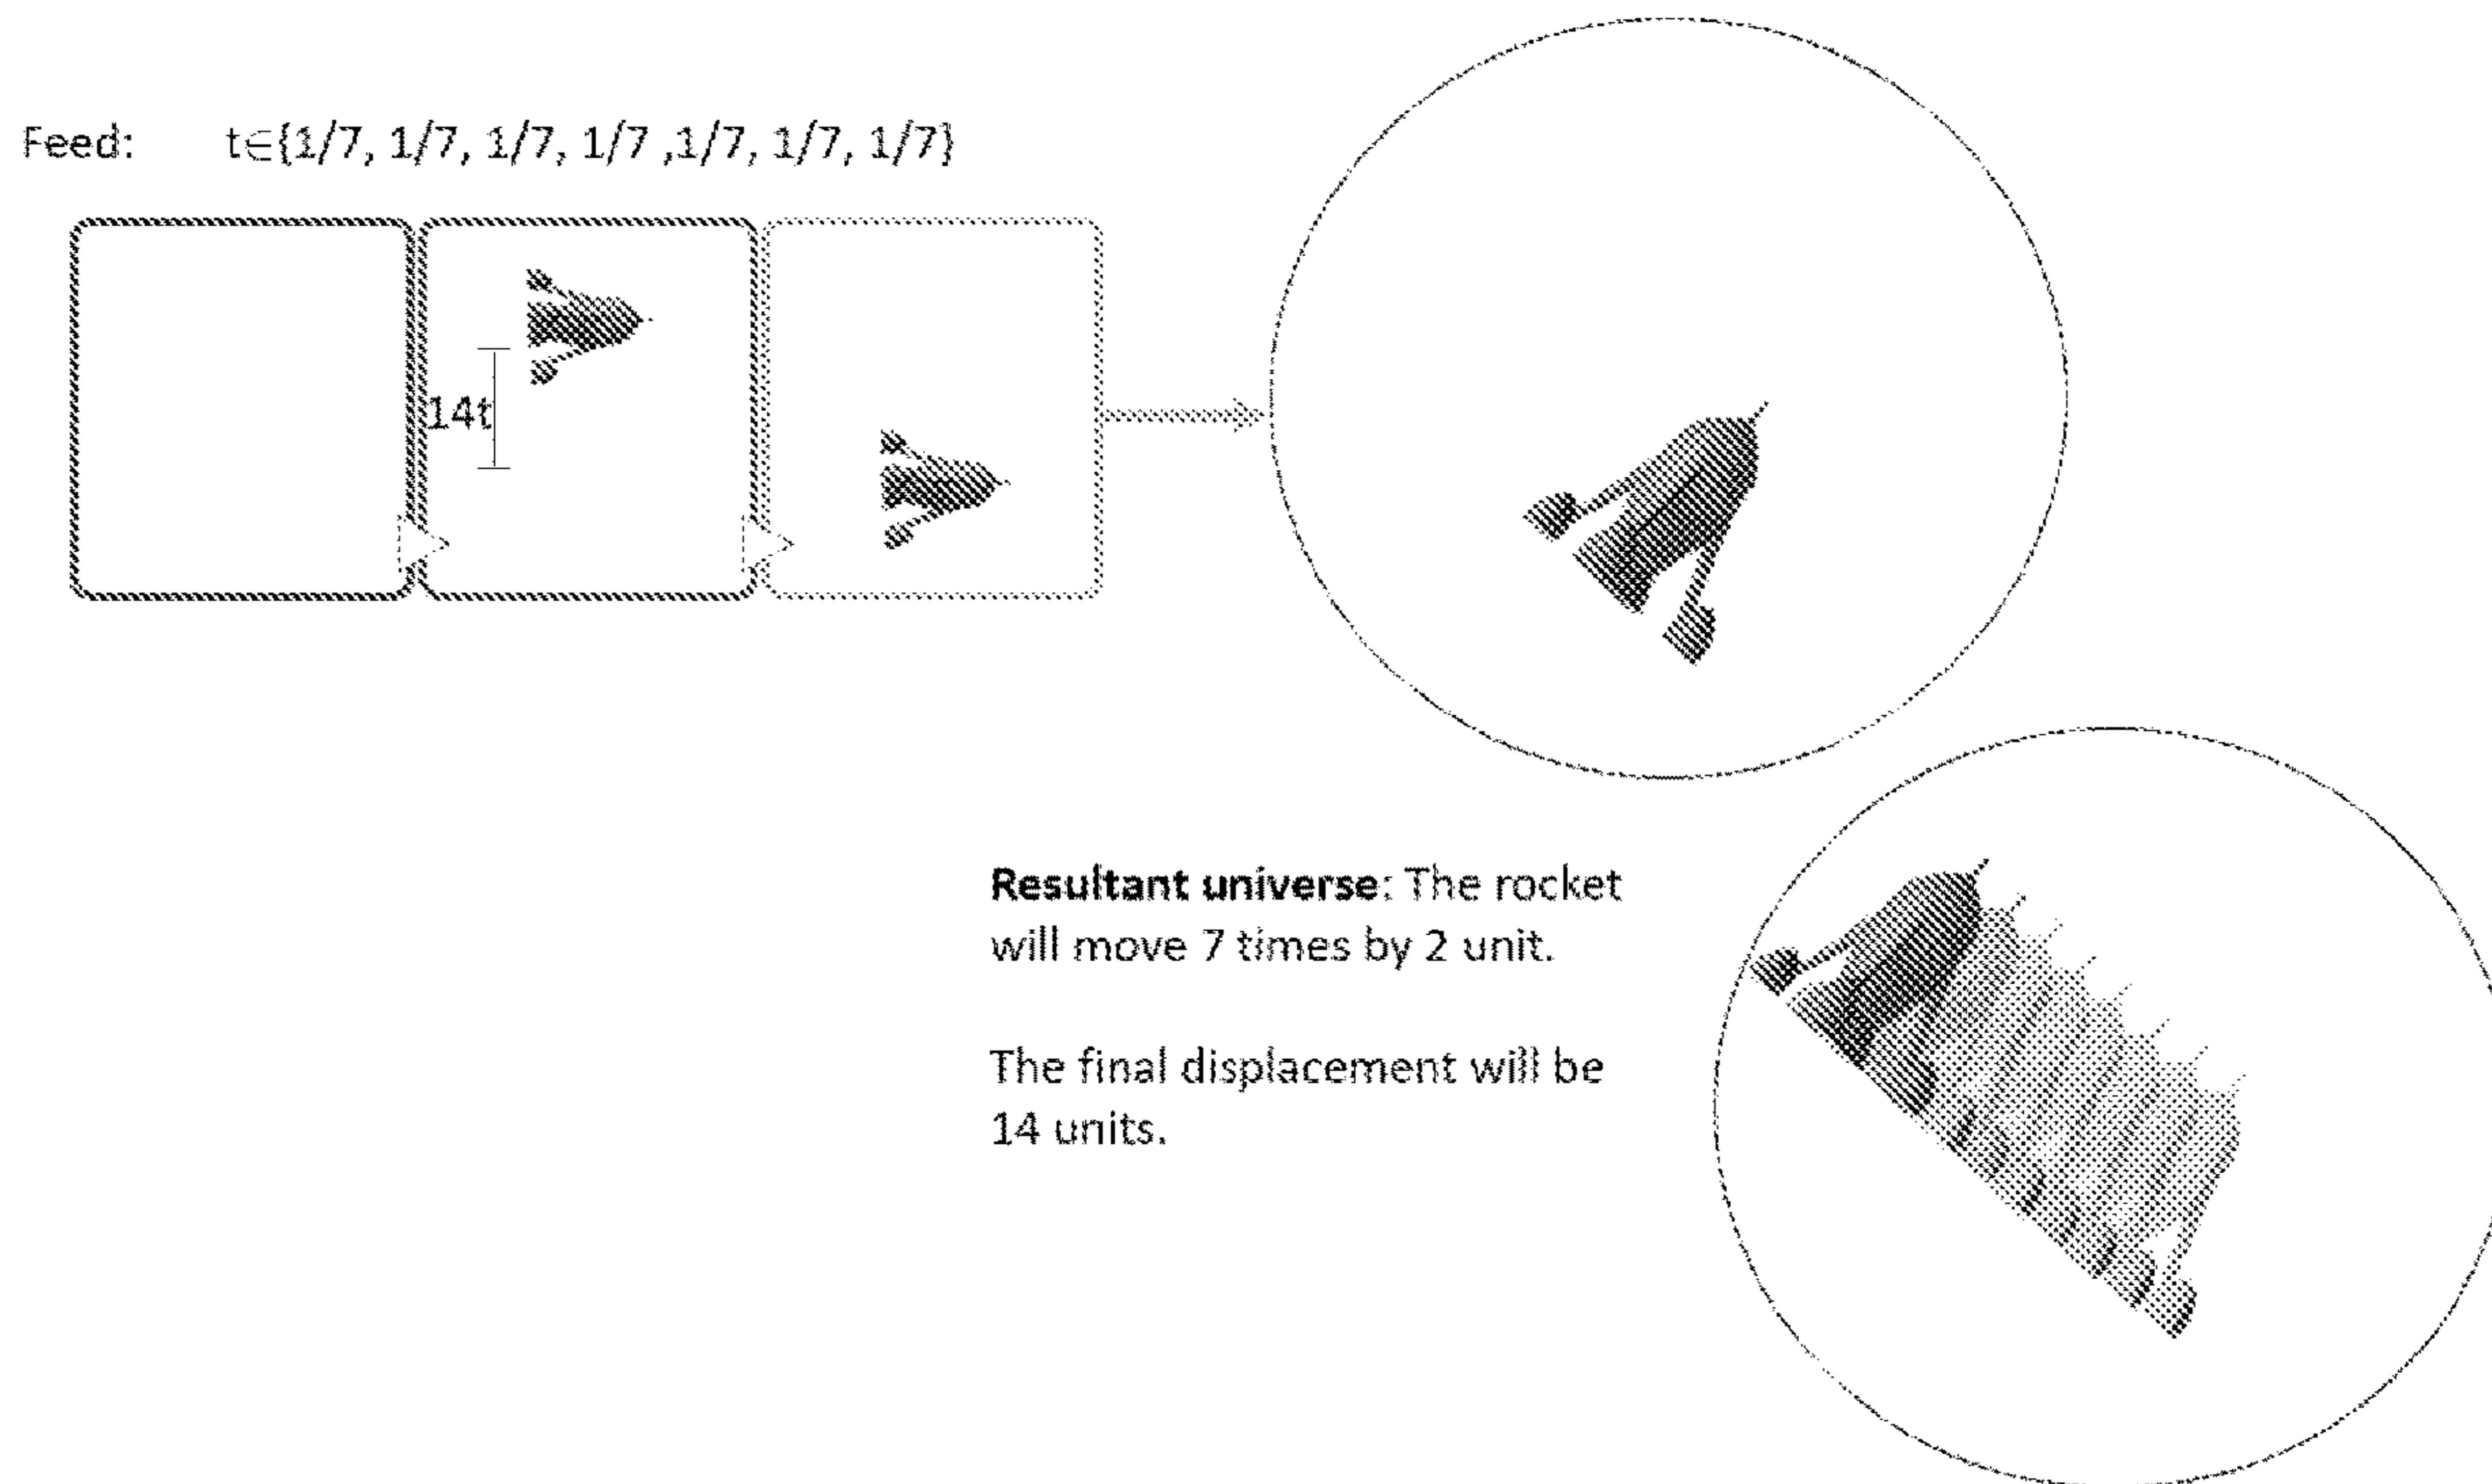 Feed: t∈{1/7, 1/7, 1/7, 1/7 ,1/7, 1/7, 1/7}
14t
Resultant universe: The rocket
will move 7 times by 2 unit.
The final displacement will be
14 units.